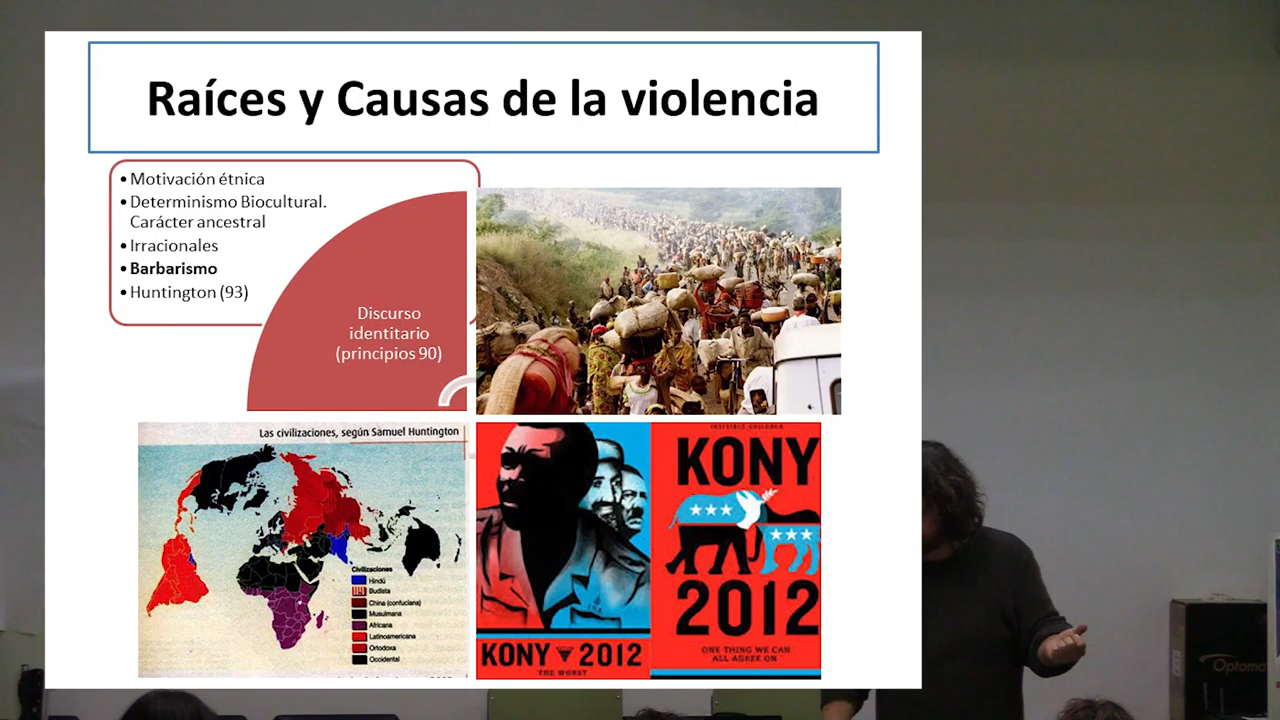 Raíces y Causas de la violencia
• Motivación étnica
• Determinismo Biocultural.
Carácter ancestral
• Irracionales
• Barbarismo
• Huntington (93)
Discurso
identitario
(principios 90)
Las civilizaciones, según Samuel Huntington
Civilizaciones
Hindú
Budista
China (confuciana)
Musulmana
Africana
Latinoamericana
Ortodoxa
Occidental
KONY 2012
THE WORST
INVISIBLE CHILDREN
KONY
2012
ONE THING WE CAN
ALL AGREE ON
Optoma